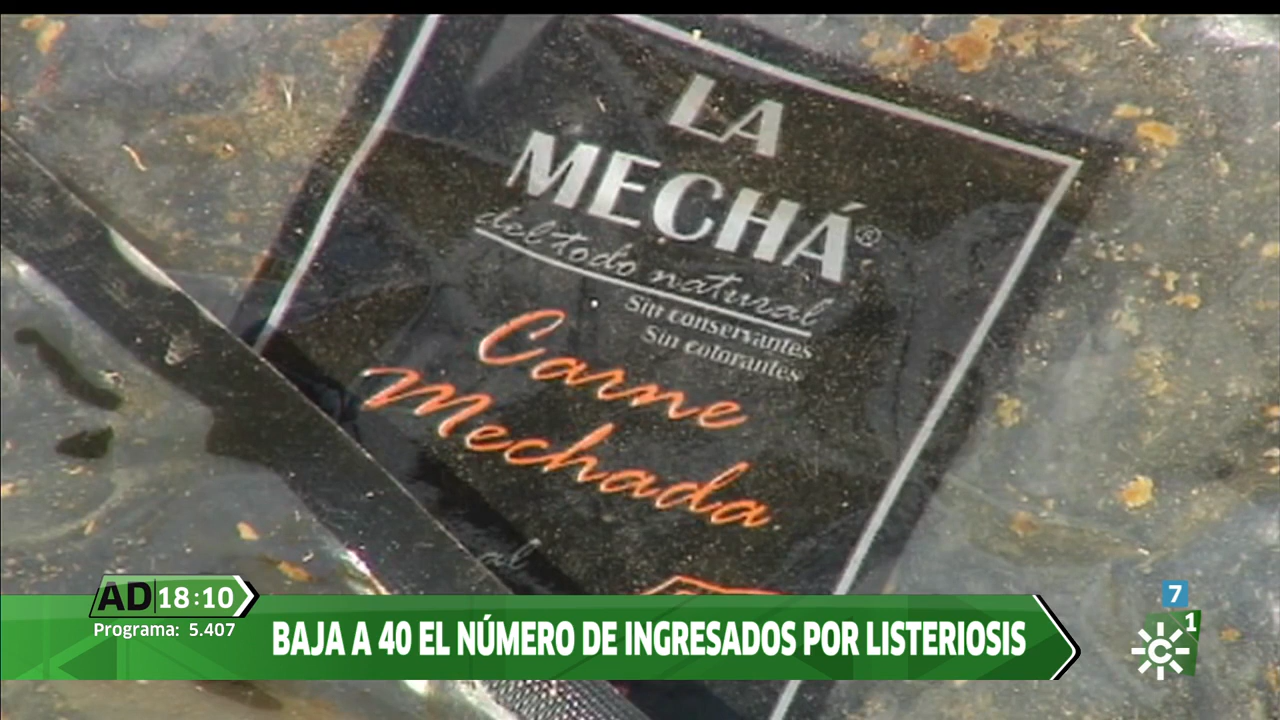 LA
MECHÁ®
del todo natural
Sin conservantes
Sin colorantes
Carne
Mechada
al
AD 18:10
Programa: 5.407
BAJA A 40 EL NÚMERO DE INGRESADOS POR LISTERIOSIS
7
1